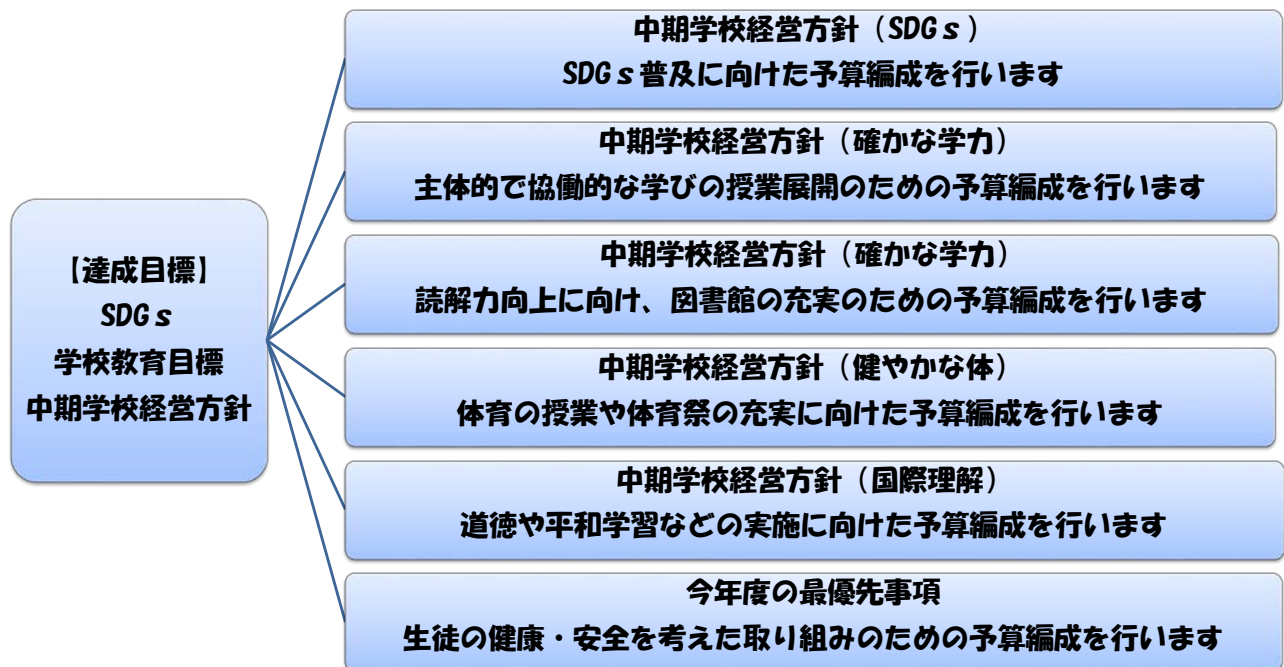 【達成目標】
SDGｓ
学校教育目標
中期学校経営方針
中期学校経営方針（SDGｓ）
SDGｓ普及に向けた予算編成を行います
中期学校経営方針（確かな学力）
主体的で協働的な学びの授業展開のための予算編成を行います
中期学校経営方針（確かな学力）
読解力向上に向け、図書館の充実のための予算編成を行います
中期学校経営方針（健やかな体）
体育の授業や体育祭の充実に向けた予算編成を行います
中期学校経営方針（国際理解）
道徳や平和学習などの実施に向けた予算編成を行います
今年度の最優先事項
生徒の健康・安全を考えた取り組みのための予算編成を行います